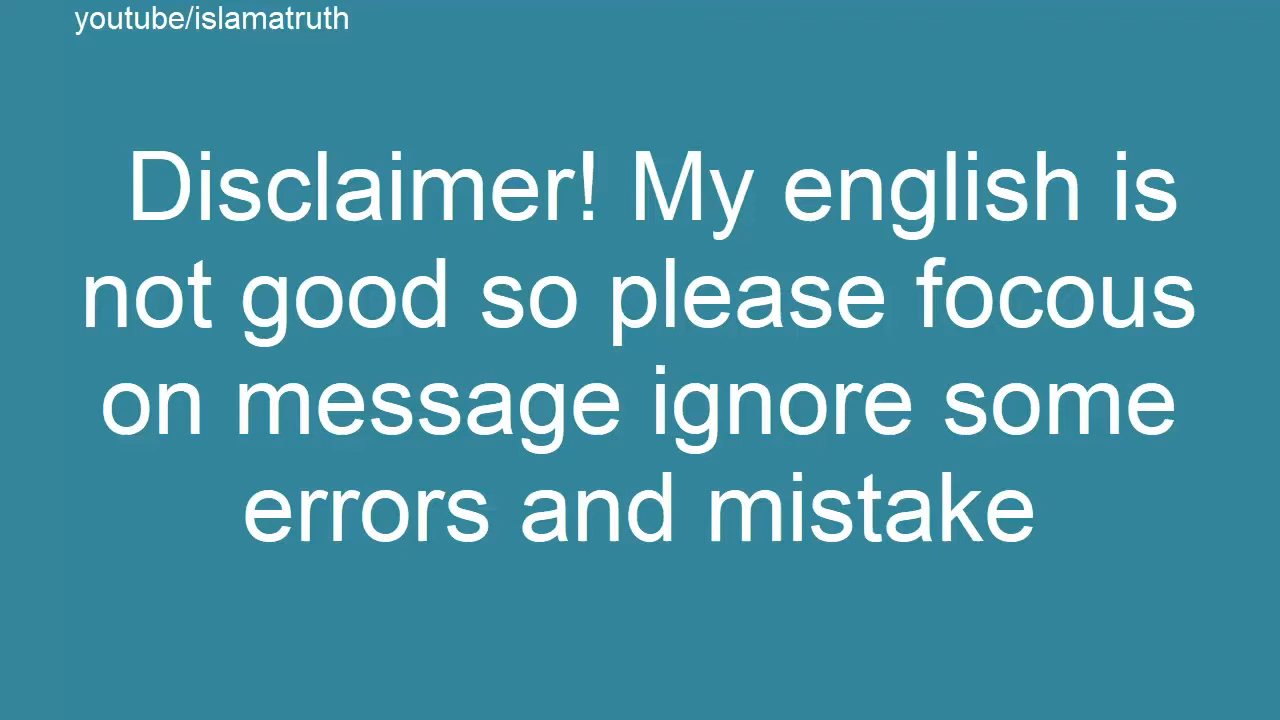 youtube/islamatruth
Disclaimer! My english is
not good so please focous
on message ignore some
errors and mistake